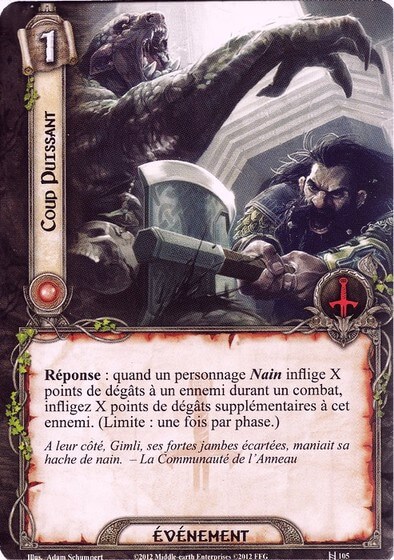 1
COUP PUISSANT
Réponse : quand un personnage Nain inflige X
points de dégâts à un ennemi durant un combat,
infligez X points de dégâts supplémentaires à cet
ennemi. (Limite : une fois par phase.)
A leur côté, Gimli, ses fortes jambes écartées, maniait sa
hache de nain. – La Communauté de l'Anneau
ÉVÉNEMENT
Illus. Adam Schumpert
©2012 Middle-earth Enterprises ©2012 FFG
105